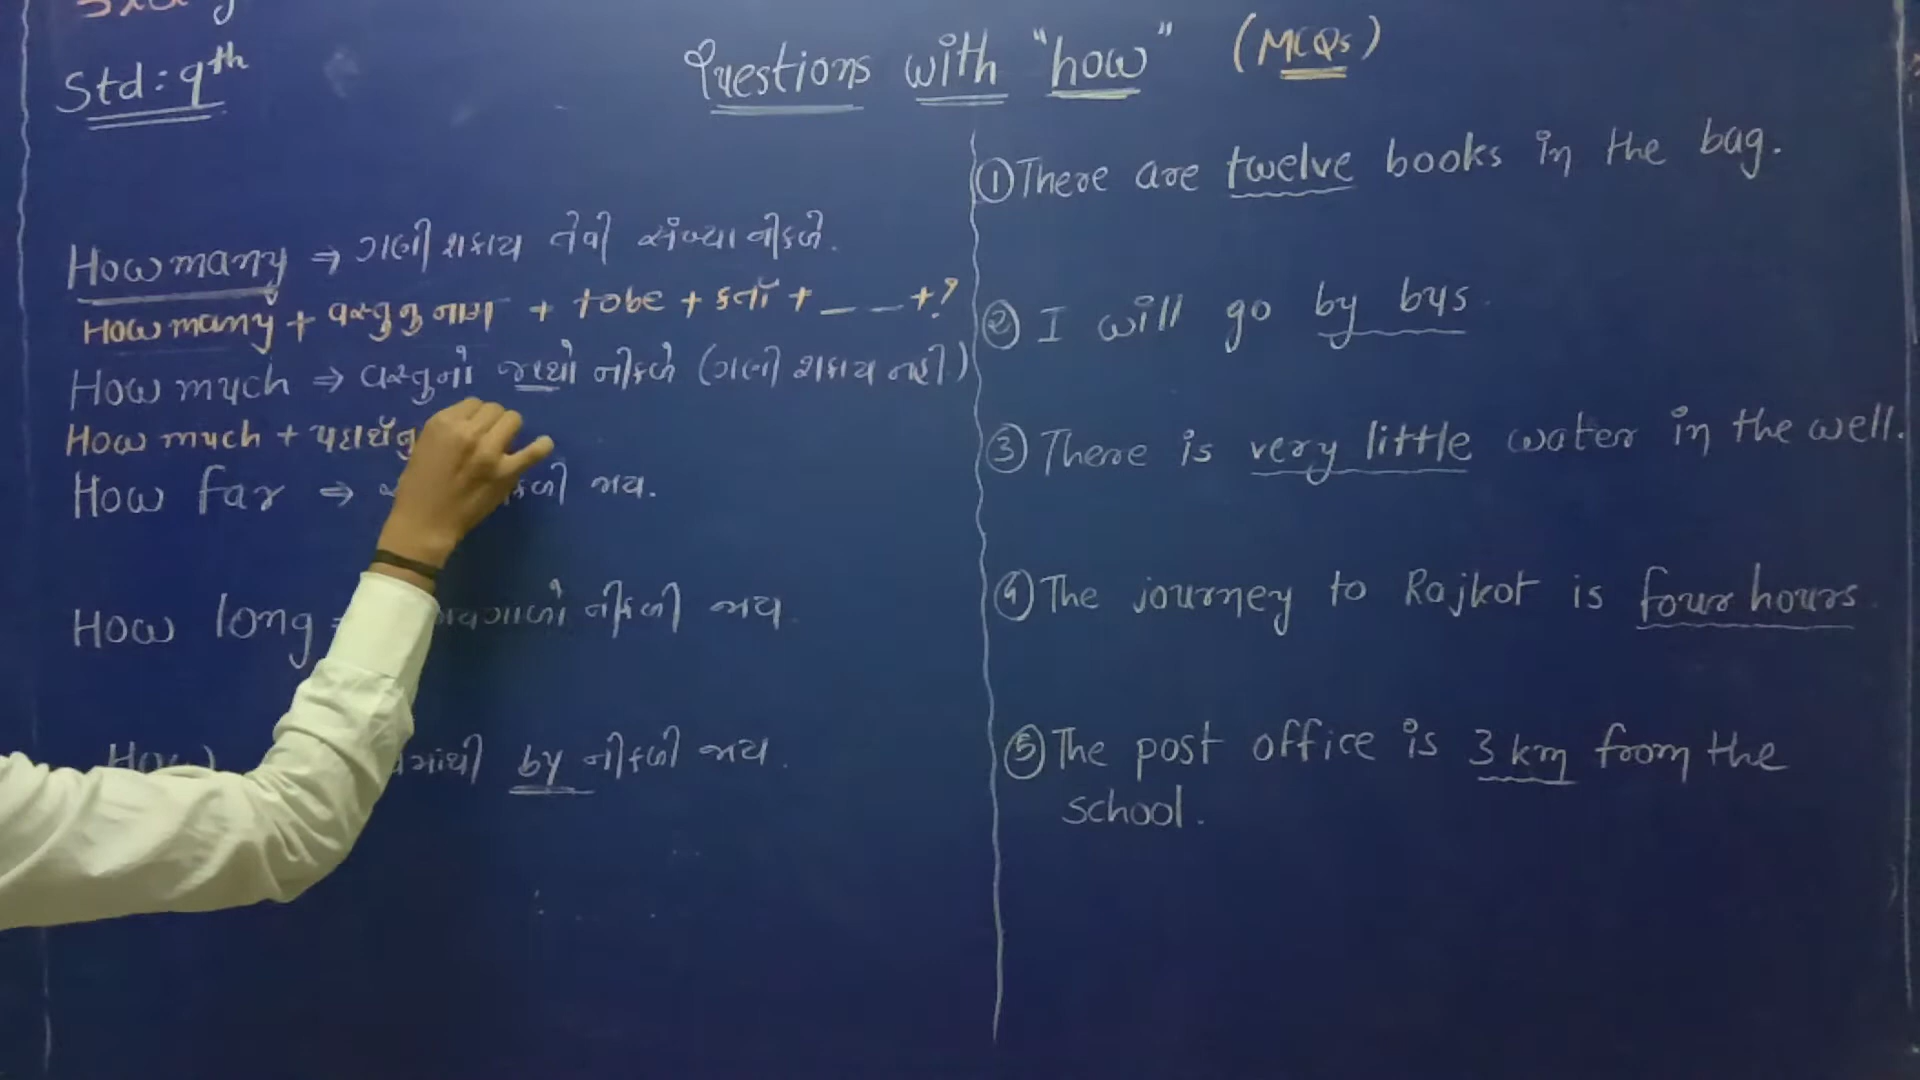 Std: 9th
Questions with "how" (MCQs)
How many ⇒ ગણી શકાય તેવી સંખ્યા નીકળે.
How many + વસ્તુનુ નામ + tobe + કર્તા + _ _ +?
How much ⇒ વસ્તુનો જથ્થો નીકળે (ગણી શકાય નહી)
How much + પદાર્થનુ
How far ⇒ જાય.
How long નીકળી જાય.
How by નીકળી જાય.
① There are twelve books in the bag.
② I will go by bus.
③ There is very little water in the well.
④ The journey to Rajkot is four hours.
⑤ The post office is 3 km from the
school.